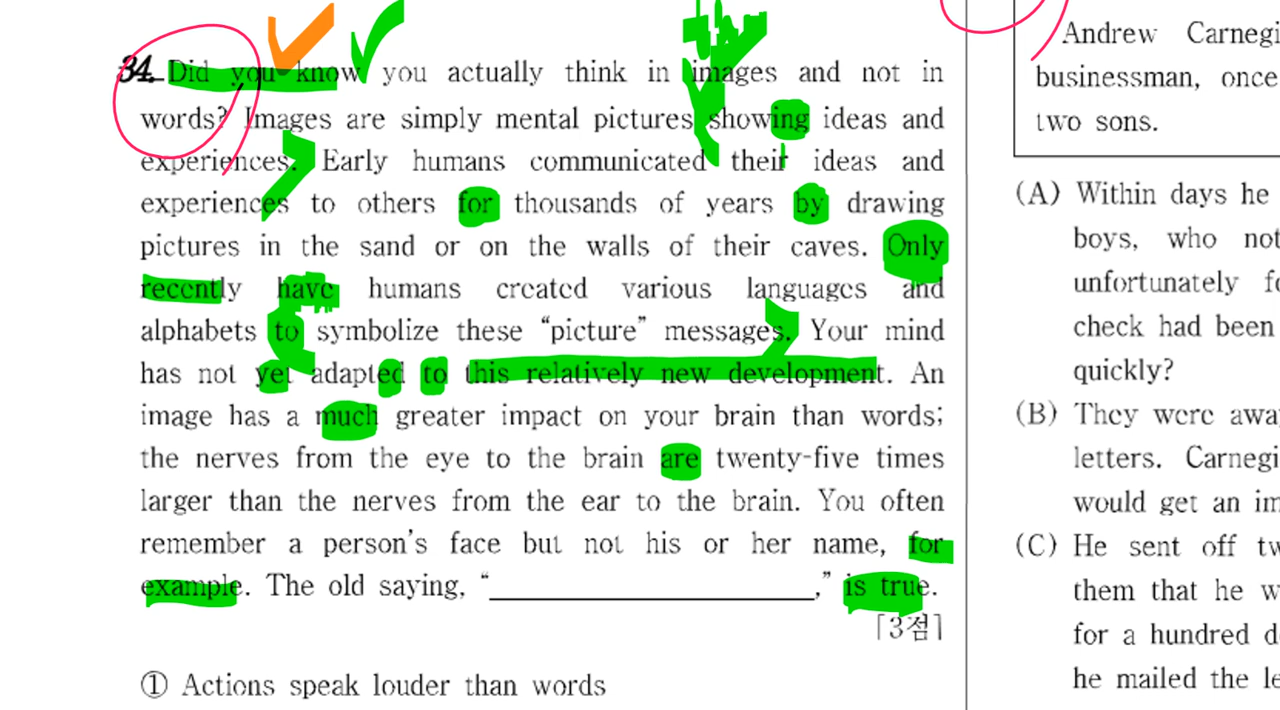 34. Did you know you actually think in images and not in
words? Images are simply mental pictures showing ideas and
experiences. Early humans communicated their ideas and
experiences to others for thousands of years by drawing
pictures in the sand or on the walls of their caves. Only
recently have humans created various languages and
alphabets to symbolize these “picture” messages. Your mind
has not yet adapted to this relatively new development. An
image has a much greater impact on your brain than words;
the nerves from the eye to the brain are twenty-five times
larger than the nerves from the ear to the brain. You often
remember a person’s face but not his or her name, for
example. The old saying, “____________________,” is true.
[3점]
① Actions speak louder than words
Andrew Carnegi
businessman, once
two sons.
(A) Within days he
boys, who not
unfortunately fo
check had been
quickly?
(B) They were awa
letters. Carnegi
would get an im
(C) He sent off tw
them that he w
for a hundred d
he mailed the le